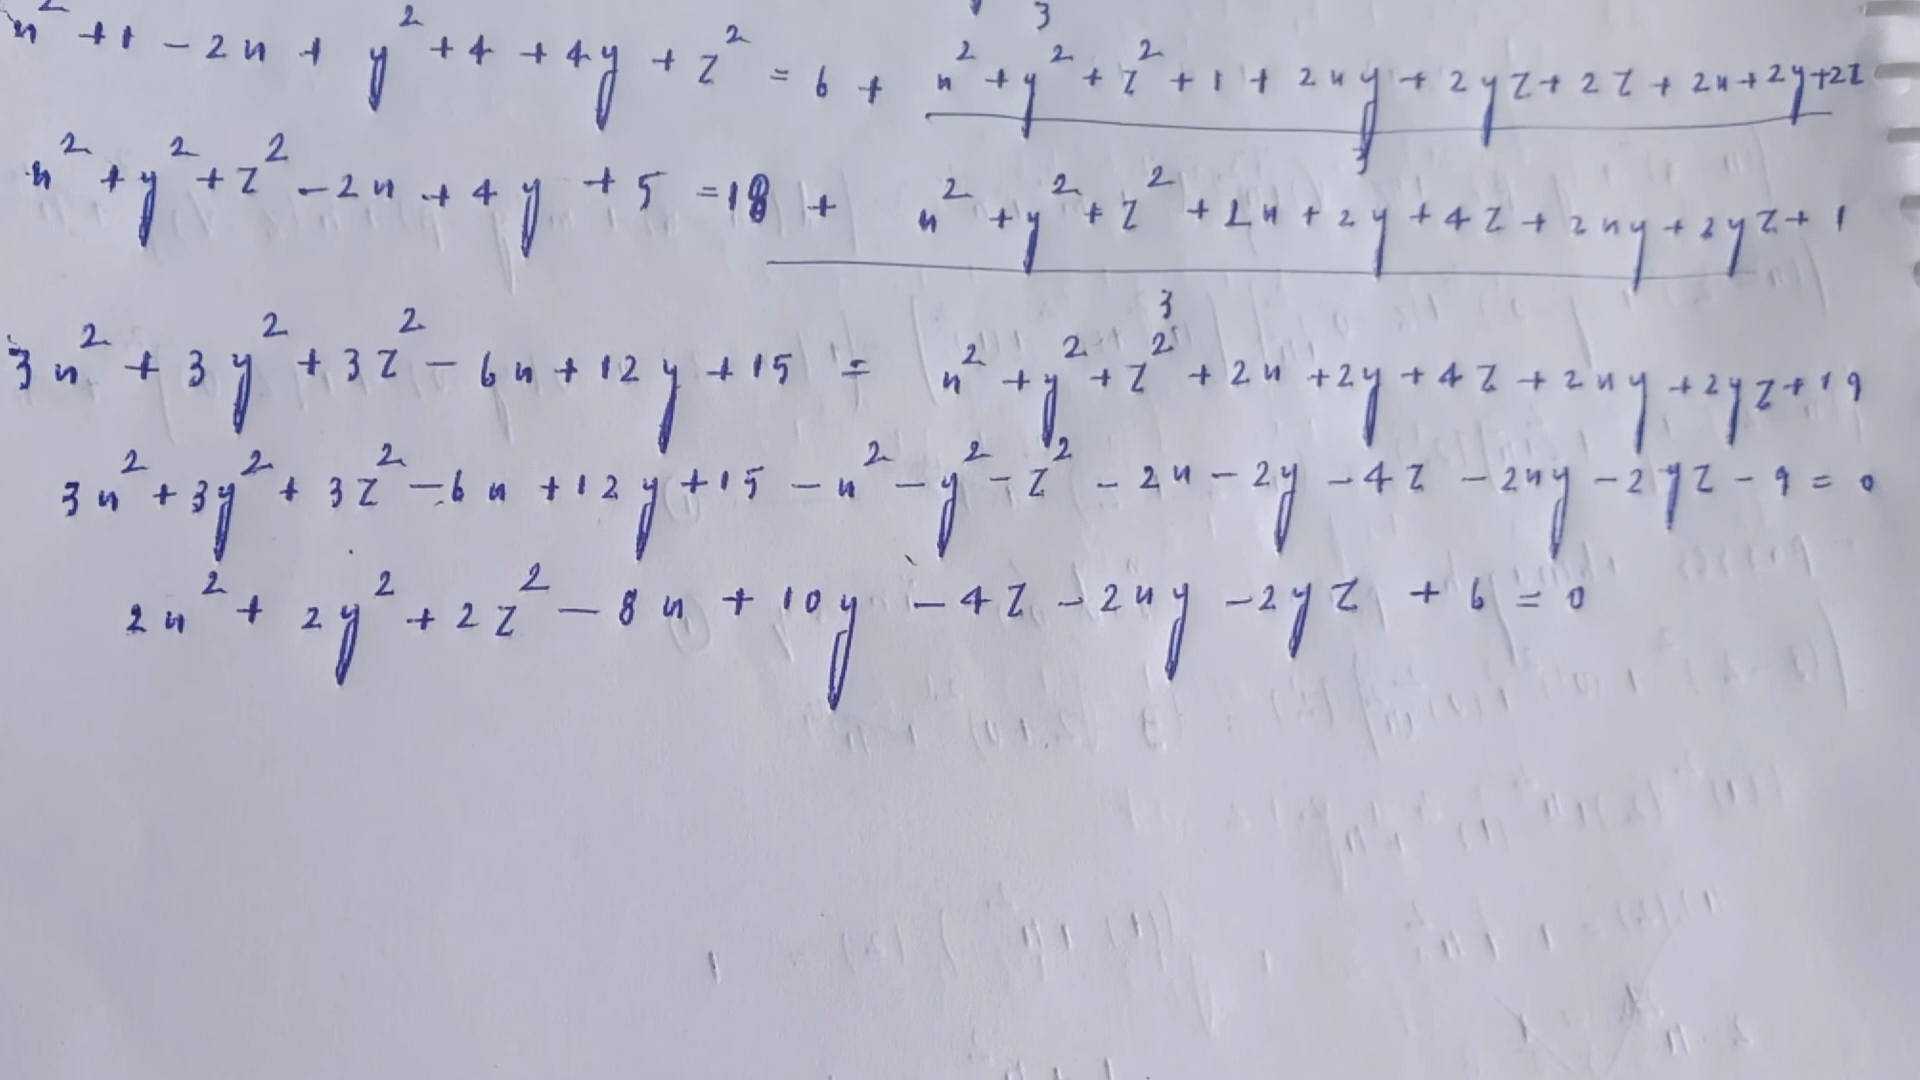 3
x² + 1 - 2x + y² + 4 + 4y + z² = 6 + x² + y² + z² + 1 + 2xy + 2yz + 2z + 2x + 2y + 2z
3
x² + y² + z² - 2x + 4y + 5 = 18 + x² + y² + z² + 2x + 2y + 4z + 2xy + 2yz + 1
3
3x² + 3y² + 3z² - 6x + 12y + 15 = x² + y² + z² + 2x + 2y + 4z + 2xy + 2yz + 19
3x² + 3y² + 3z² - 6x + 12y + 15 - x² - y² - z² - 2x - 2y - 4z - 2xy - 2yz - 9 = 0
2x² + 2y² + 2z² - 8x + 10y - 4z - 2xy - 2yz + 6 = 0